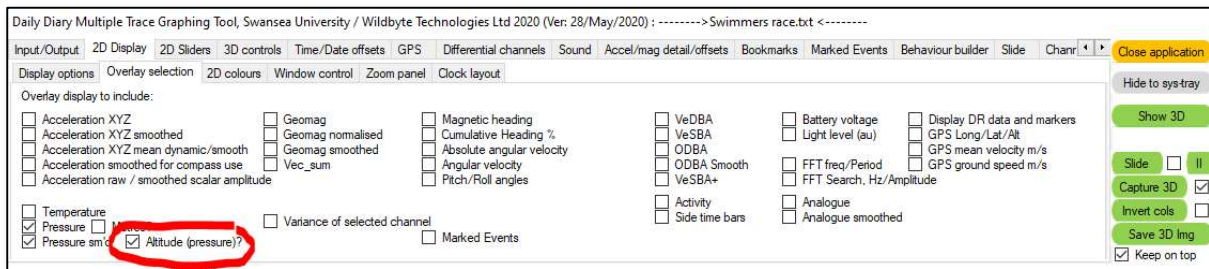 Daily Diary Multiple Trace Graphing Tool, Swansea University / Wildbyte Technologies Ltd 2020 (Ver: 28/May/2020) : -------->Swimmers race.txt <--------
Input/Output 2D Display 2D Sliders 3D controls Time/Date offsets GPS Differential channels Sound Accel/mag detail/offsets Bookmarks Marked Events Behaviour builder Slide Chanr
Close application
Display options Overlay selection 2D colours Window control Zoom panel Clock layout
Hide to sys-tray
Overlay display to include:
Acceleration XYZ Geomag Magnetic heading VeDBA Battery voltage Display DR data and markers
Show 3D
Acceleration XYZ smoothed Geomag normalised Cumulative Heading % VeSBA Light level (au) GPS Long/Lat/Alt
Acceleration XYZ mean dynamic/smooth Geomag smoothed Absolute angular velocity ODBA GPS mean velocity m/s
Acceleration smoothed for compass use Vec_sum Angular velocity ODBA Smooth FFT freq/Period GPS ground speed m/s
Slide II
Acceleration raw / smoothed scalar amplitude Pitch/Roll angles VeSBA+ FFT Search, Hz/Amplitude
Capture 3D
Activity Analogue
Temperature Side time bars Analogue smoothed
Invert cols
Pressure Variance of selected channel
Pressure sm'd Altitude (pressure)? Marked Events
Save 3D Img
Keep on top